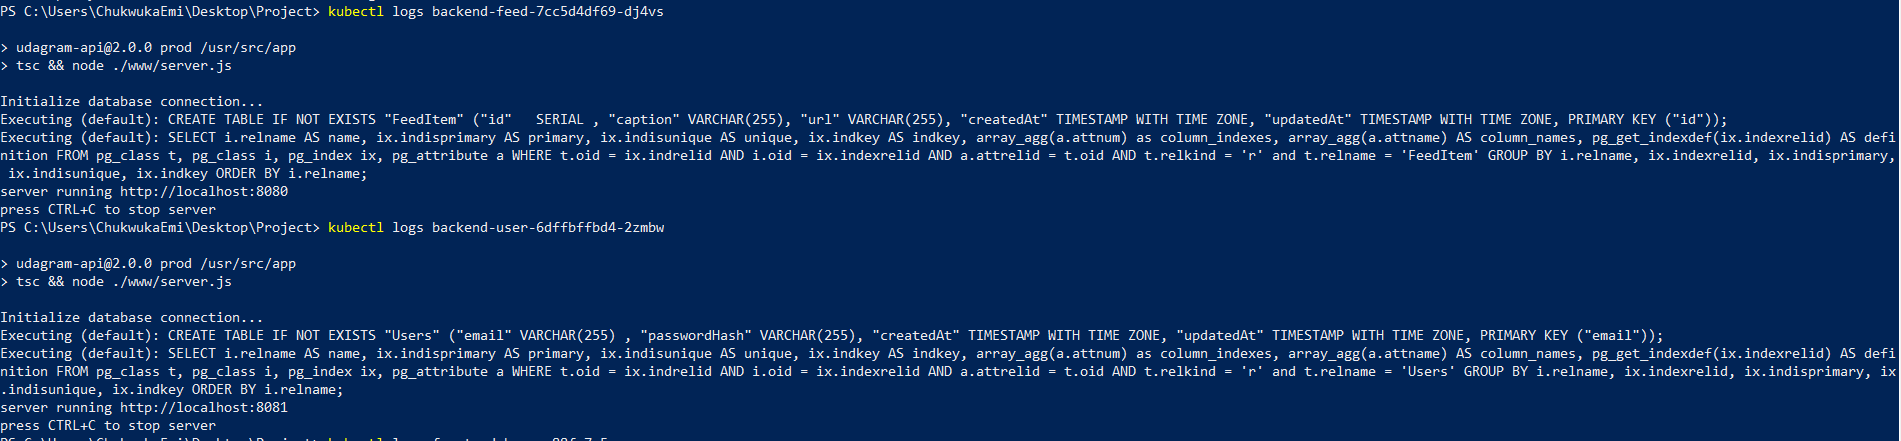 PS C:\Users\ChukwukaEmi\Desktop\Project> kubectl logs backend-feed-7cc5d4df69-dj4vs
> udagram-api@2.0.0 prod /usr/src/app
> tsc && node ./www/server.js
Initialize database connection...
Executing (default): CREATE TABLE IF NOT EXISTS "FeedItem" ("id"   SERIAL , "caption" VARCHAR(255), "url" VARCHAR(255), "createdAt" TIMESTAMP WITH TIME ZONE, "updatedAt" TIMESTAMP WITH TIME ZONE, PRIMARY KEY ("id"));
Executing (default): SELECT i.relname AS name, ix.indisprimary AS primary, ix.indisunique AS unique, ix.indkey AS indkey, array_agg(a.attnum) as column_indexes, array_agg(a.attname) AS column_names, pg_get_indexdef(ix.indexrelid) AS defi
nition FROM pg_class t, pg_class i, pg_index ix, pg_attribute a WHERE t.oid = ix.indrelid AND i.oid = ix.indexrelid AND a.attrelid = t.oid AND t.relkind = 'r' and t.relname = 'FeedItem' GROUP BY i.relname, ix.indexrelid, ix.indisprimary,
 ix.indisunique, ix.indkey ORDER BY i.relname;
server running http://localhost:8080
press CTRL+C to stop server
PS C:\Users\ChukwukaEmi\Desktop\Project> kubectl logs backend-user-6dffbffbd4-2zmbw
> udagram-api@2.0.0 prod /usr/src/app
> tsc && node ./www/server.js
Initialize database connection...
Executing (default): CREATE TABLE IF NOT EXISTS "Users" ("email" VARCHAR(255) , "passwordHash" VARCHAR(255), "createdAt" TIMESTAMP WITH TIME ZONE, "updatedAt" TIMESTAMP WITH TIME ZONE, PRIMARY KEY ("email"));
Executing (default): SELECT i.relname AS name, ix.indisprimary AS primary, ix.indisunique AS unique, ix.indkey AS indkey, array_agg(a.attnum) as column_indexes, array_agg(a.attname) AS column_names, pg_get_indexdef(ix.indexrelid) AS defi
nition FROM pg_class t, pg_class i, pg_index ix, pg_attribute a WHERE t.oid = ix.indrelid AND i.oid = ix.indexrelid AND a.attrelid = t.oid AND t.relkind = 'r' and t.relname = 'Users' GROUP BY i.relname, ix.indexrelid, ix.indisprimary, ix
.indisunique, ix.indkey ORDER BY i.relname;
server running http://localhost:8081
press CTRL+C to stop server
PS C:\Users\ChukwukaEmi\Desktop\Project> kubectl logs